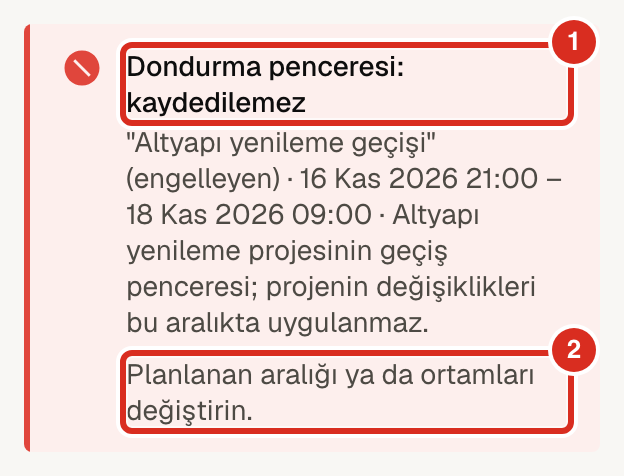 1
Dondurma penceresi:
kaydedilemez
"Altyapı yenileme geçişi"
(engelleyen) · 16 Kas 2026 21:00 –
18 Kas 2026 09:00 · Altyapı
yenileme projesinin geçiş
penceresi; projenin değişiklikleri
bu aralıkta uygulanmaz.
2
Planlanan aralığı ya da ortamları
değiştirin.